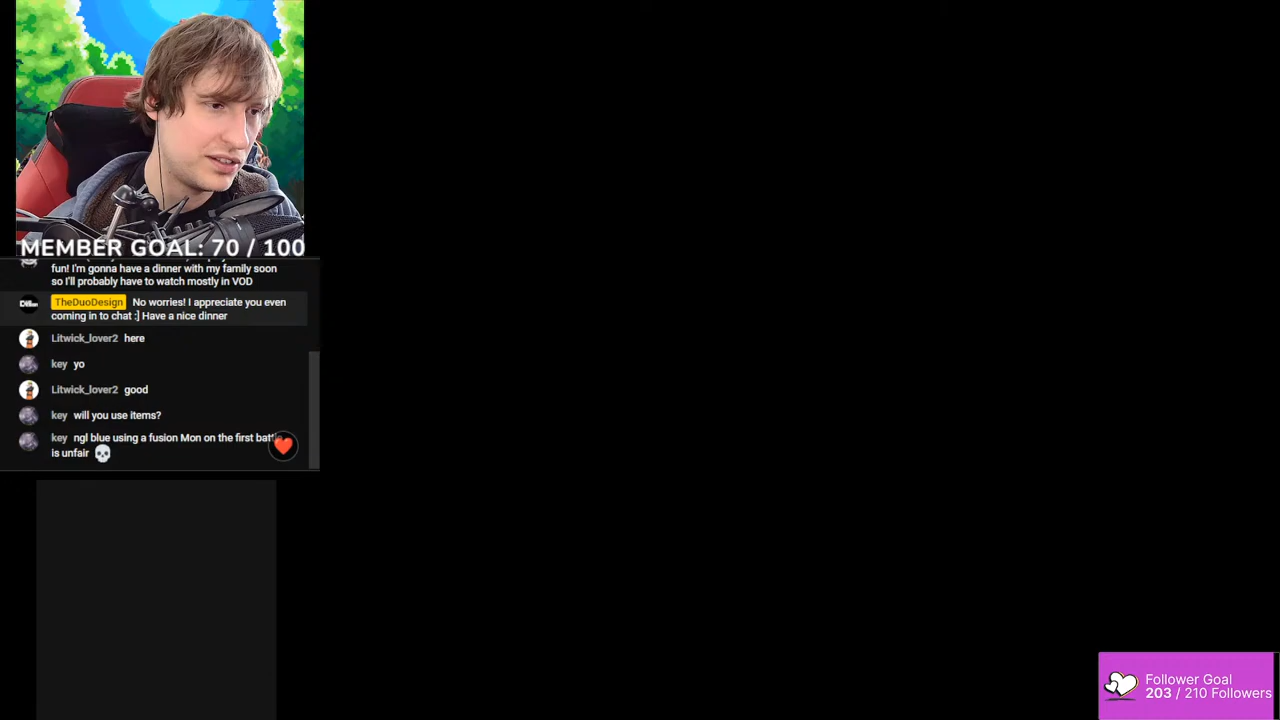 MEMBER GOAL: 70 / 100
fun! I'm gonna have a dinner with my family soon
so I'll probably have to watch mostly in VOD
TheDuoDesign No worries! I appreciate you even
coming in to chat :] Have a nice dinner
Litwick_lover2 here
key yo
Litwick_lover2 good
key will you use items?
key ngl blue using a fusion Mon on the first
is unfair 💀
Follower Goal
203 / 210 Followers